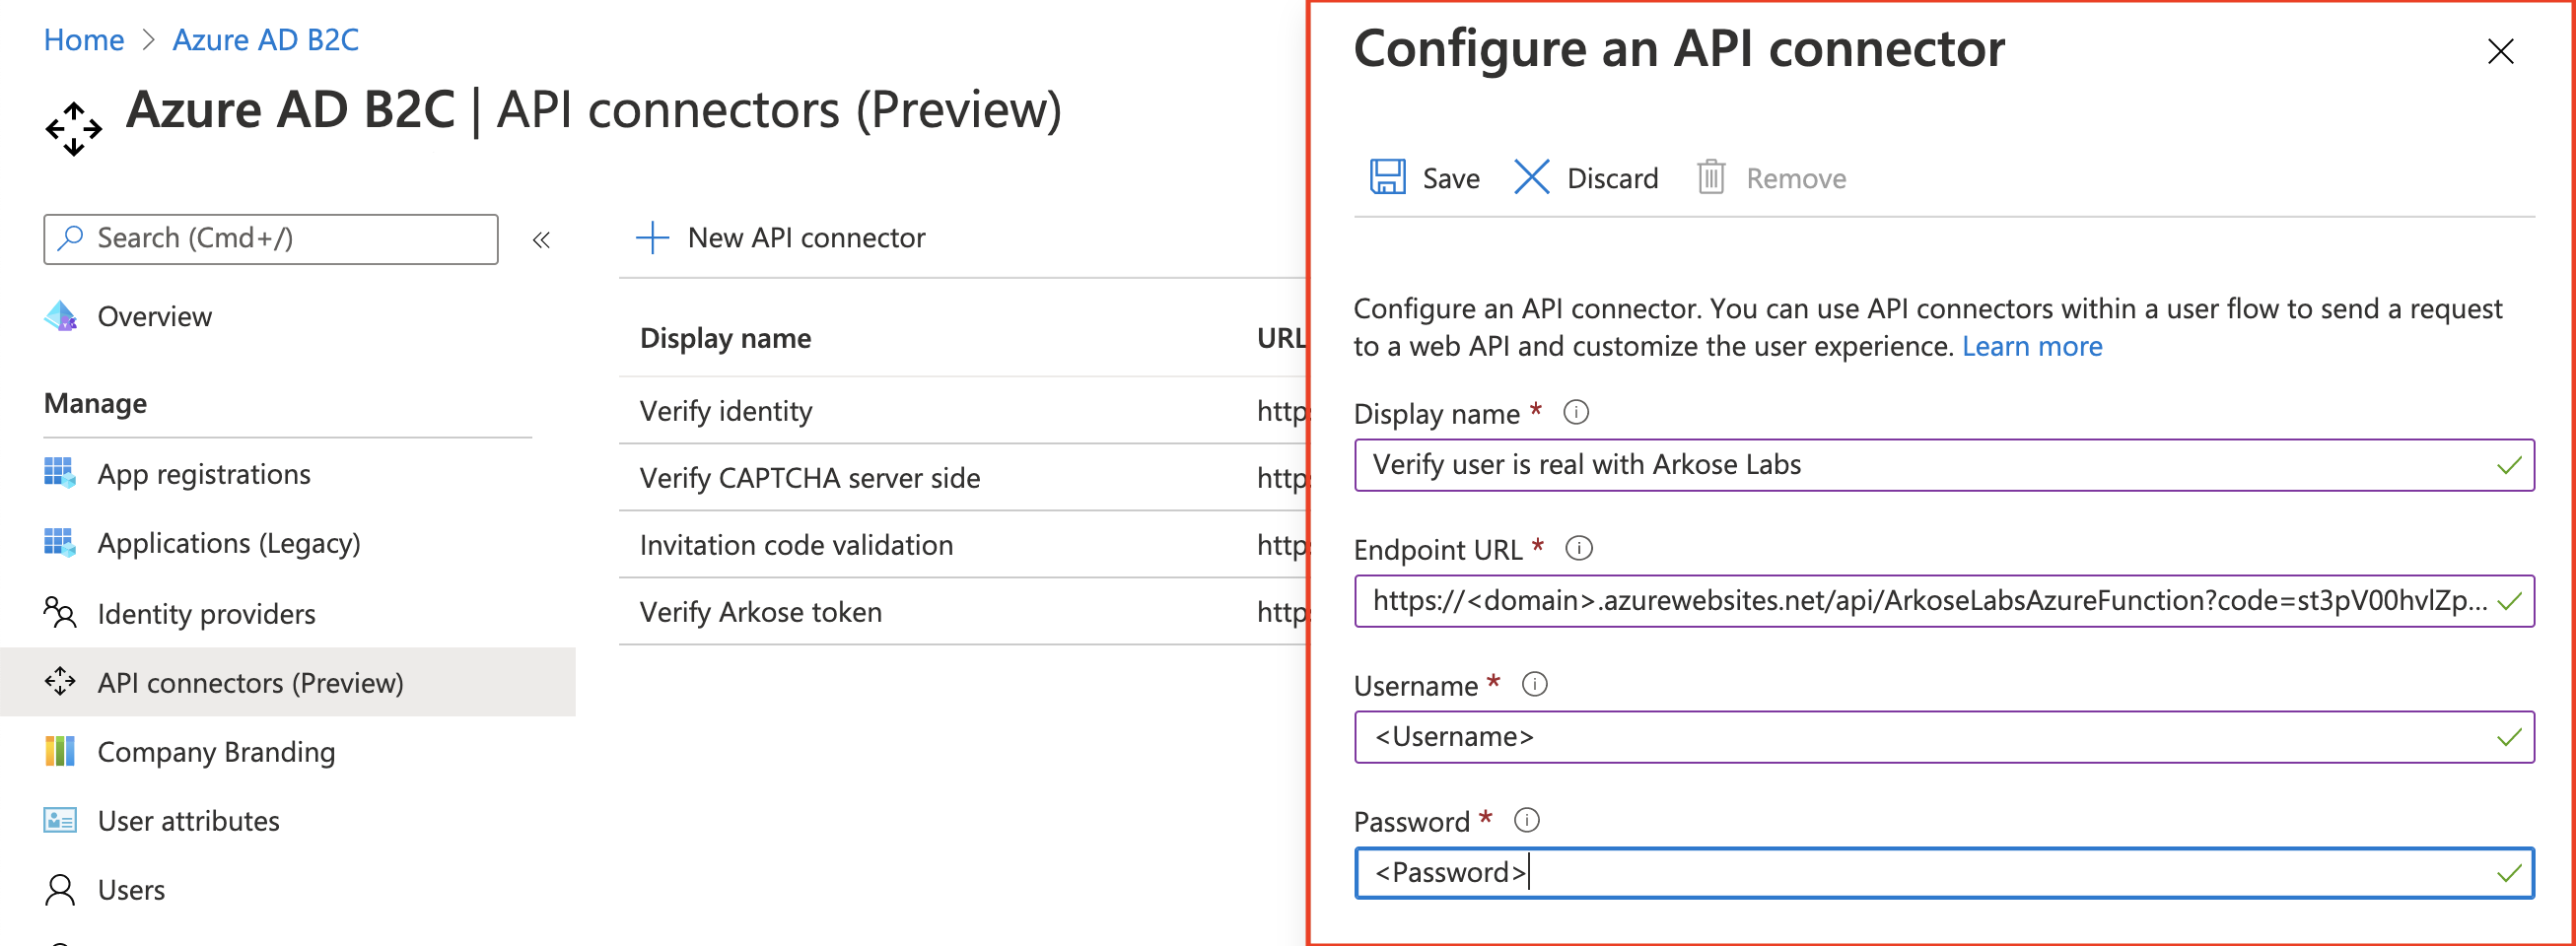 Home > Azure AD B2C
Azure AD B2C | API connectors (Preview)
Search (Cmd+/)
«
Overview
Manage
App registrations
Applications (Legacy)
Identity providers
API connectors (Preview)
Company Branding
User attributes
Users
New API connector
Display name URL
Verify identity http
Verify CAPTCHA server side http
Invitation code validation http
Verify Arkose token http
Configure an API connector
Save Discard Remove
Configure an API connector. You can use API connectors within a user flow to send a request
to a web API and customize the user experience. Learn more
Display name *
Verify user is real with Arkose Labs
Endpoint URL *
https://<domain>.azurewebsites.net/api/ArkoseLabsAzureFunction?code=st3pV00hvlZp...
Username *
<Username>
Password *
<Password>